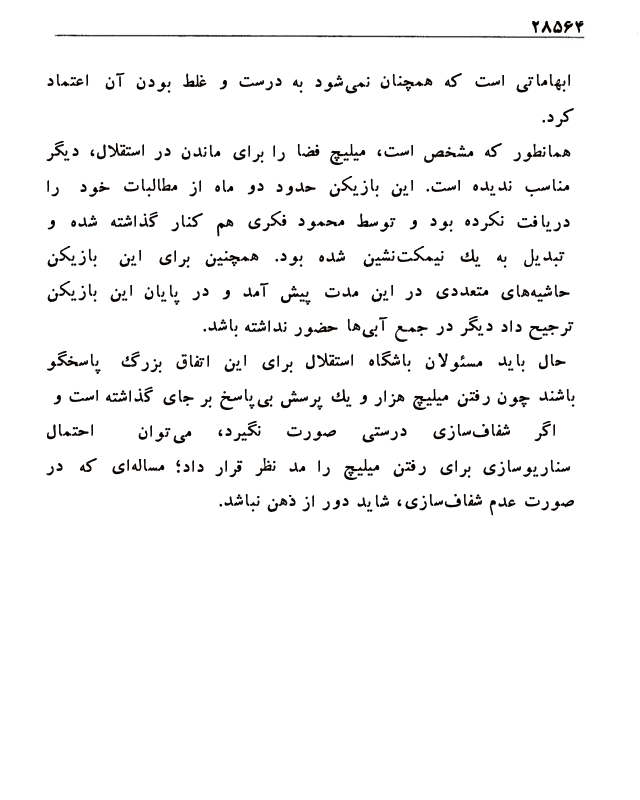 ۲۸۵۶۴
ابهاماتی است که همچنان نمی‌شود به درست و غلط بودن آن اعتماد
کرد.
همانطور که مشخص است، میلیچ فضا را برای ماندن در استقلال، دیگر
مناسب ندیده است. این بازیکن حدود دو ماه از مطالبات خود را
دریافت نکرده بود و توسط محمود فکری هم کنار گذاشته شده و
تبدیل به یك نیمکت‌نشین شده بود. همچنین برای این بازیکن
حاشیه‌های متعددی در این مدت پیش آمد و در پایان این بازیکن
ترجیح داد دیگر در جمع آبی‌ها حضور نداشته باشد.
حال باید مسئولان باشگاه استقلال برای این اتفاق بزرگ پاسخگو
باشند چون رفتن میلیچ هزار و یك پرسش بی‌پاسخ بر جای گذاشته است و
اگر شفاف‌سازی درستی صورت نگیرد، می‌توان احتمال
سناریوسازی برای رفتن میلیچ را مد نظر قرار داد؛ مساله‌ای که در
صورت عدم شفاف‌سازی، شاید دور از ذهن نباشد.